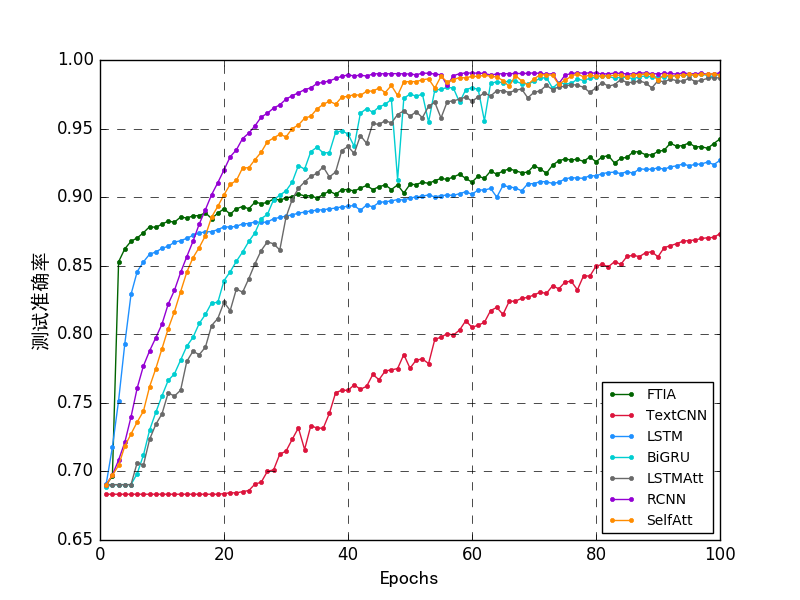 1.00
0.95
0.90
0.85
0.80
0.75
0.70
0.65
测试准确率
0 20 40 60 80 100
Epochs
FTIA
TextCNN
LSTM
BiGRU
LSTMAtt
RCNN
SelfAtt